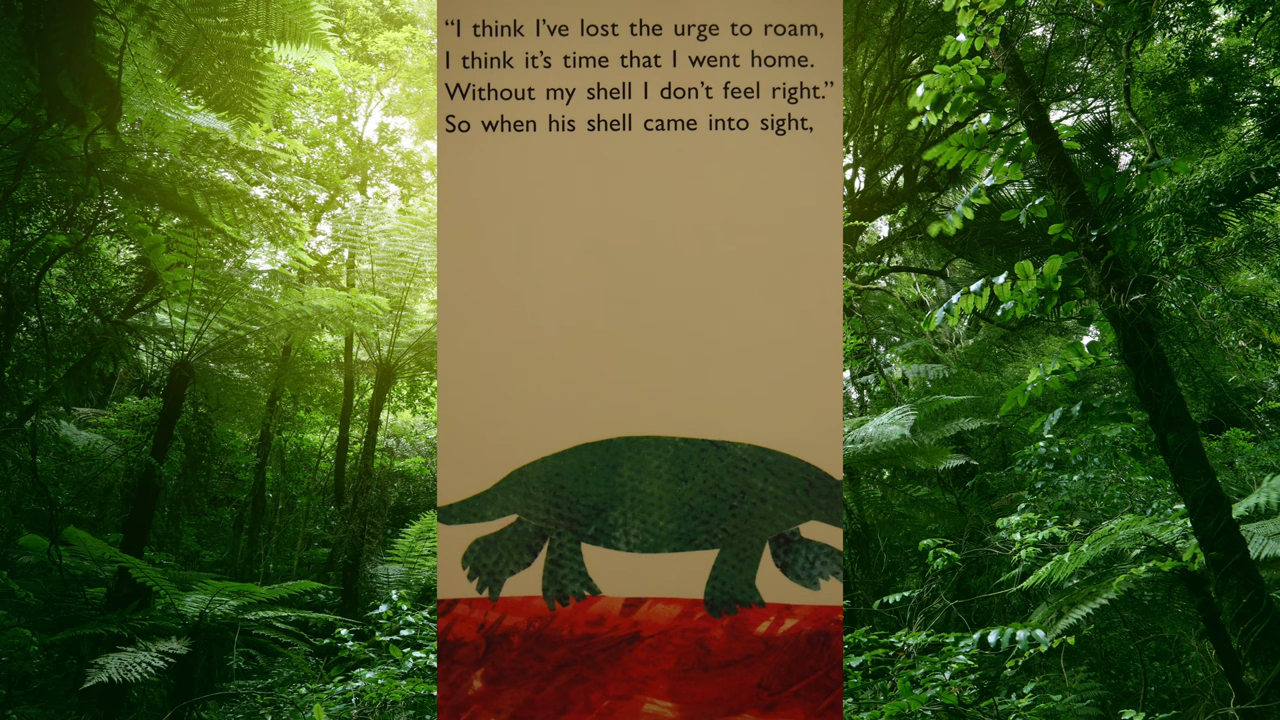 “I think I’ve lost the urge to roam,
I think it’s time that I went home.
Without my shell I don’t feel right.”
So when his shell came into sight,